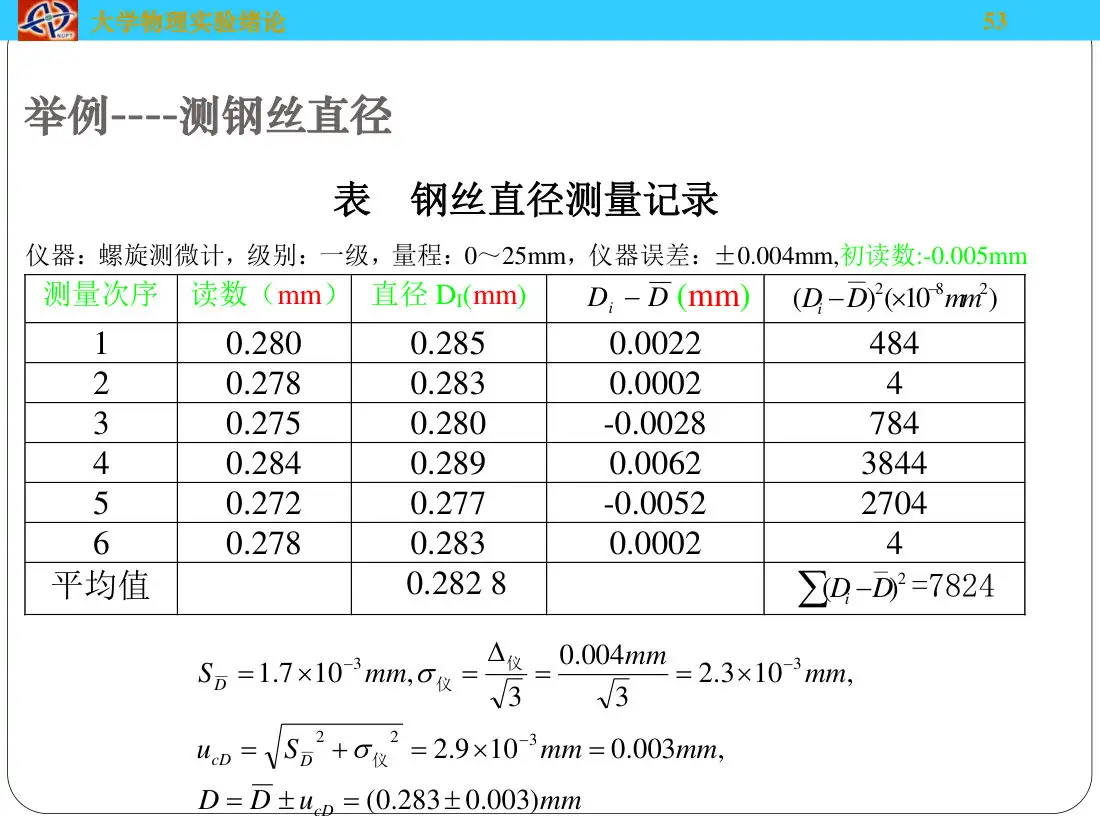 大学物理实验绪论 53
NUPT
举例----测钢丝直径
表 钢丝直径测量记录
仪器：螺旋测微计，级别：一级，量程：0～25mm，仪器误差：±0.004mm,初读数:-0.005mm
测量次序 读数（mm） 直径 D_I(mm) D_i − D̅ (mm) (D_i − D̅)²(×10⁻⁸mm²)
1 0.280 0.285 0.0022 484
2 0.278 0.283 0.0002 4
3 0.275 0.280 -0.0028 784
4 0.284 0.289 0.0062 3844
5 0.272 0.277 -0.0052 2704
6 0.278 0.283 0.0002 4
平均值 0.282 8 ∑(D_i − D̅)² =7824
S_D̅ = 1.7×10⁻³ mm, σ_仪 = Δ_仪/√3 = 0.004mm/√3 = 2.3×10⁻³ mm,
u_cD = √(S_D̅² + σ_仪²) = 2.9×10⁻³ mm = 0.003mm,
D = D̅ ± u_cD = (0.283±0.003)mm